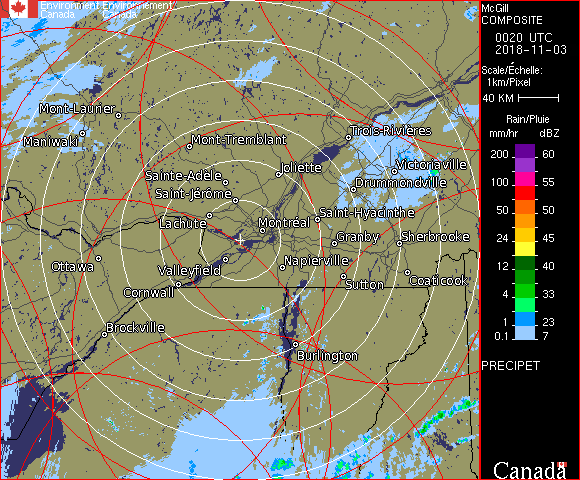 Environment Environnement
Canada Canada
McGill
COMPOSITE
0020 UTC
2018-11-03
Scale/Échelle:
1km/Pixel
40 KM
Rain/Pluie
mm/hr dBZ
200 60
150 57
100 55
50 50
24 45
12 40
4 33
1 23
0.1 7
PRECIPET
Canada
Mont-Laurier
Maniwaki
Mont-Tremblant
Trois-Rivières
Joliette
Victoriaville
Sainte-Adèle
Drummondville
Saint-Jérôme
Lachute
Montréal
Saint-Hyacinthe
Granby
Sherbrooke
Ottawa
Valleyfield
Napierville
Cornwall
Sutton
Coaticook
Brockville
Burlington